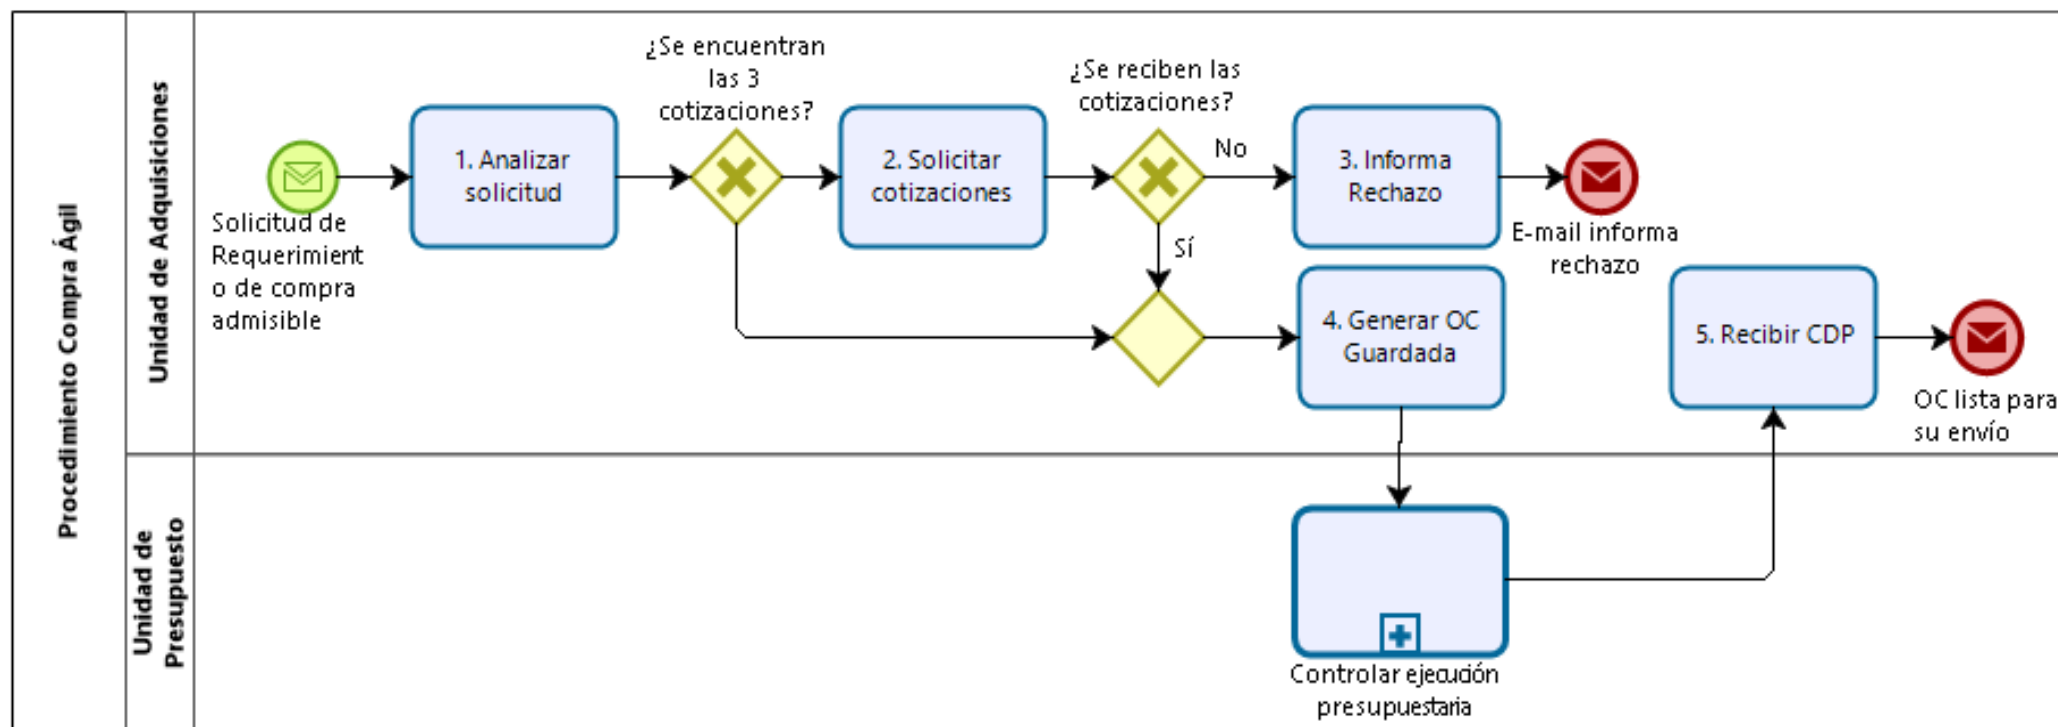 Procedimiento Compra Ágil
Unidad de Adquisiciones
Solicitud de
Requerimient
o de compra
admisible
1. Analizar
solicitud
¿Se encuentran
las 3
cotizaciones?
2. Solicitar
cotizaciones
¿Se reciben las
cotizaciones?
No
Sí
3. Informa
Rechazo
E-mail informa
rechazo
4. Generar OC
Guardada
5. Recibir CDP
OC lista para
su envío
Unidad de
Presupuesto
Controlar ejecución
presupuestaria